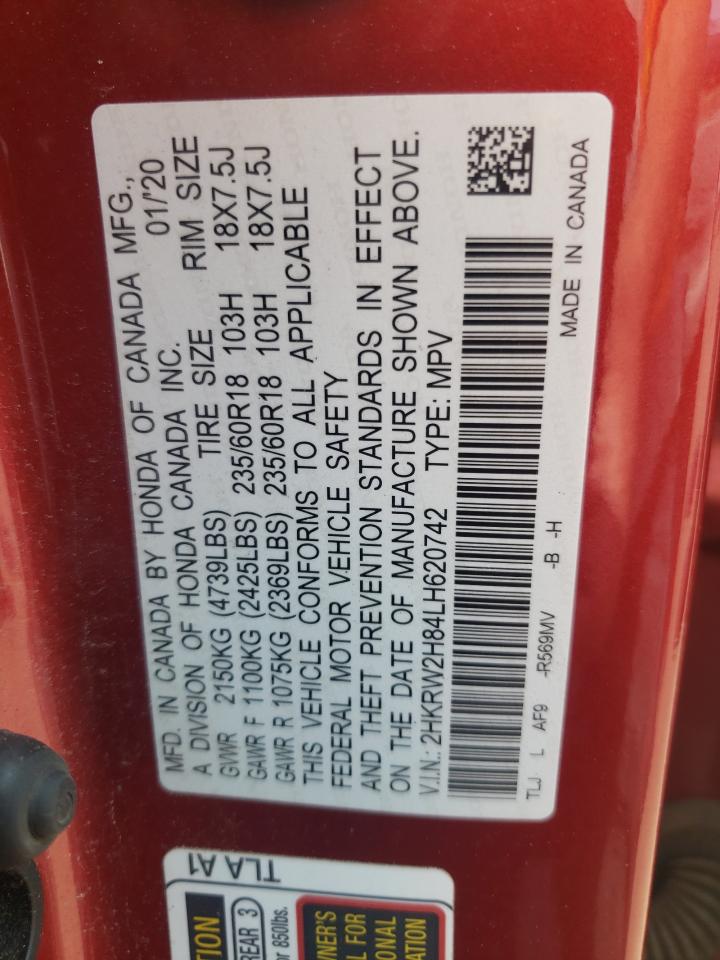 MFD. IN CANADA BY HONDA OF CANADA MFG.,
A DIVISION OF HONDA CANADA INC. 01/'20
GVWR 2150KG (4739LBS) TIRE SIZE RIM SIZE
GAWR F 1100KG (2425LBS) 235/60R18 103H 18X7.5J
GAWR R 1075KG (2369LBS) 235/60R18 103H 18X7.5J
THIS VEHICLE CONFORMS TO ALL APPLICABLE
FEDERAL MOTOR VEHICLE SAFETY
AND THEFT PREVENTION STANDARDS IN EFFECT
ON THE DATE OF MANUFACTURE SHOWN ABOVE.
V.I.N.: 2HKRW2H84LH620742 TYPE: MPV
TLJ L AF9 -R569MV -B -H
MADE IN CANADA
TLA A1
REAR 3
850lbs.